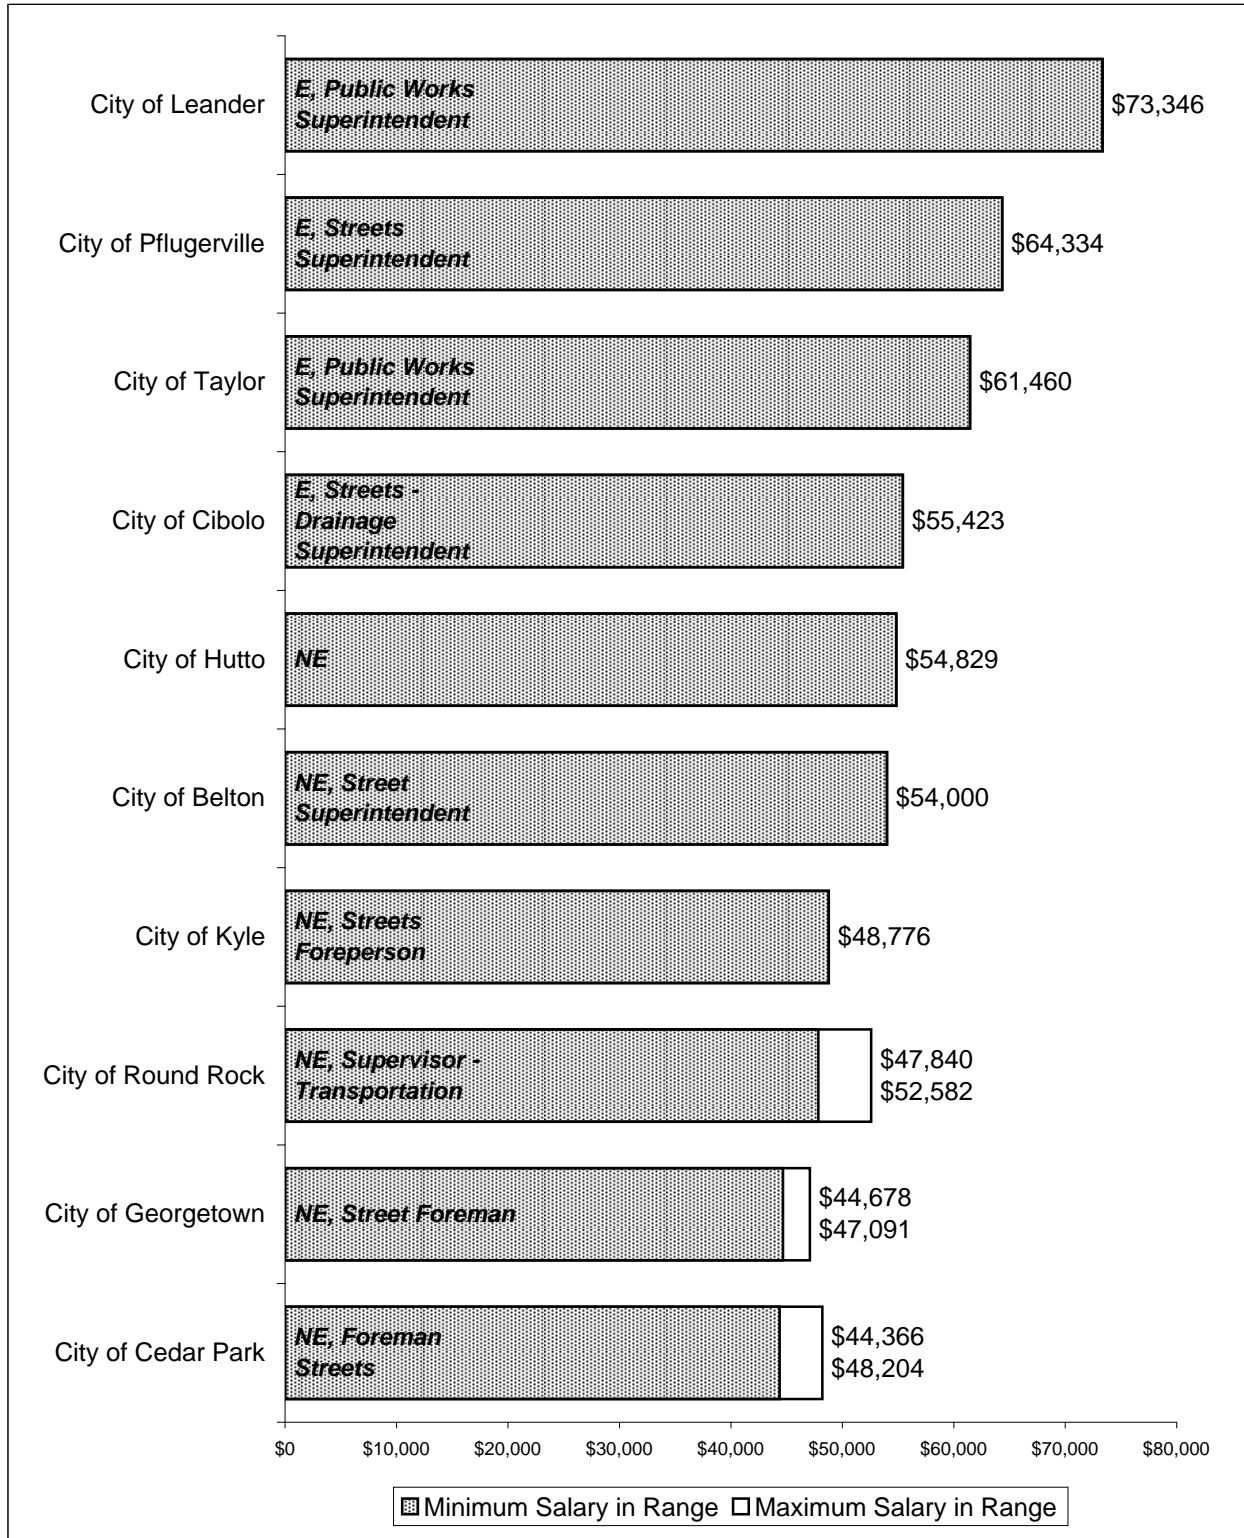 City of Leander
E, Public Works
Superintendent
$73,346
City of Pflugerville
E, Streets
Superintendent
$64,334
City of Taylor
E, Public Works
Superintendent
$61,460
City of Cibolo
E, Streets -
Drainage
Superintendent
$55,423
City of Hutto
NE
$54,829
City of Belton
NE, Street
Superintendent
$54,000
City of Kyle
NE, Streets
Foreperson
$48,776
City of Round Rock
NE, Supervisor -
Transportation
$47,840
$52,582
City of Georgetown
NE, Street Foreman
$44,678
$47,091
City of Cedar Park
NE, Foreman
Streets
$44,366
$48,204
$0 $10,000 $20,000 $30,000 $40,000 $50,000 $60,000 $70,000 $80,000
Minimum Salary in Range Maximum Salary in Range